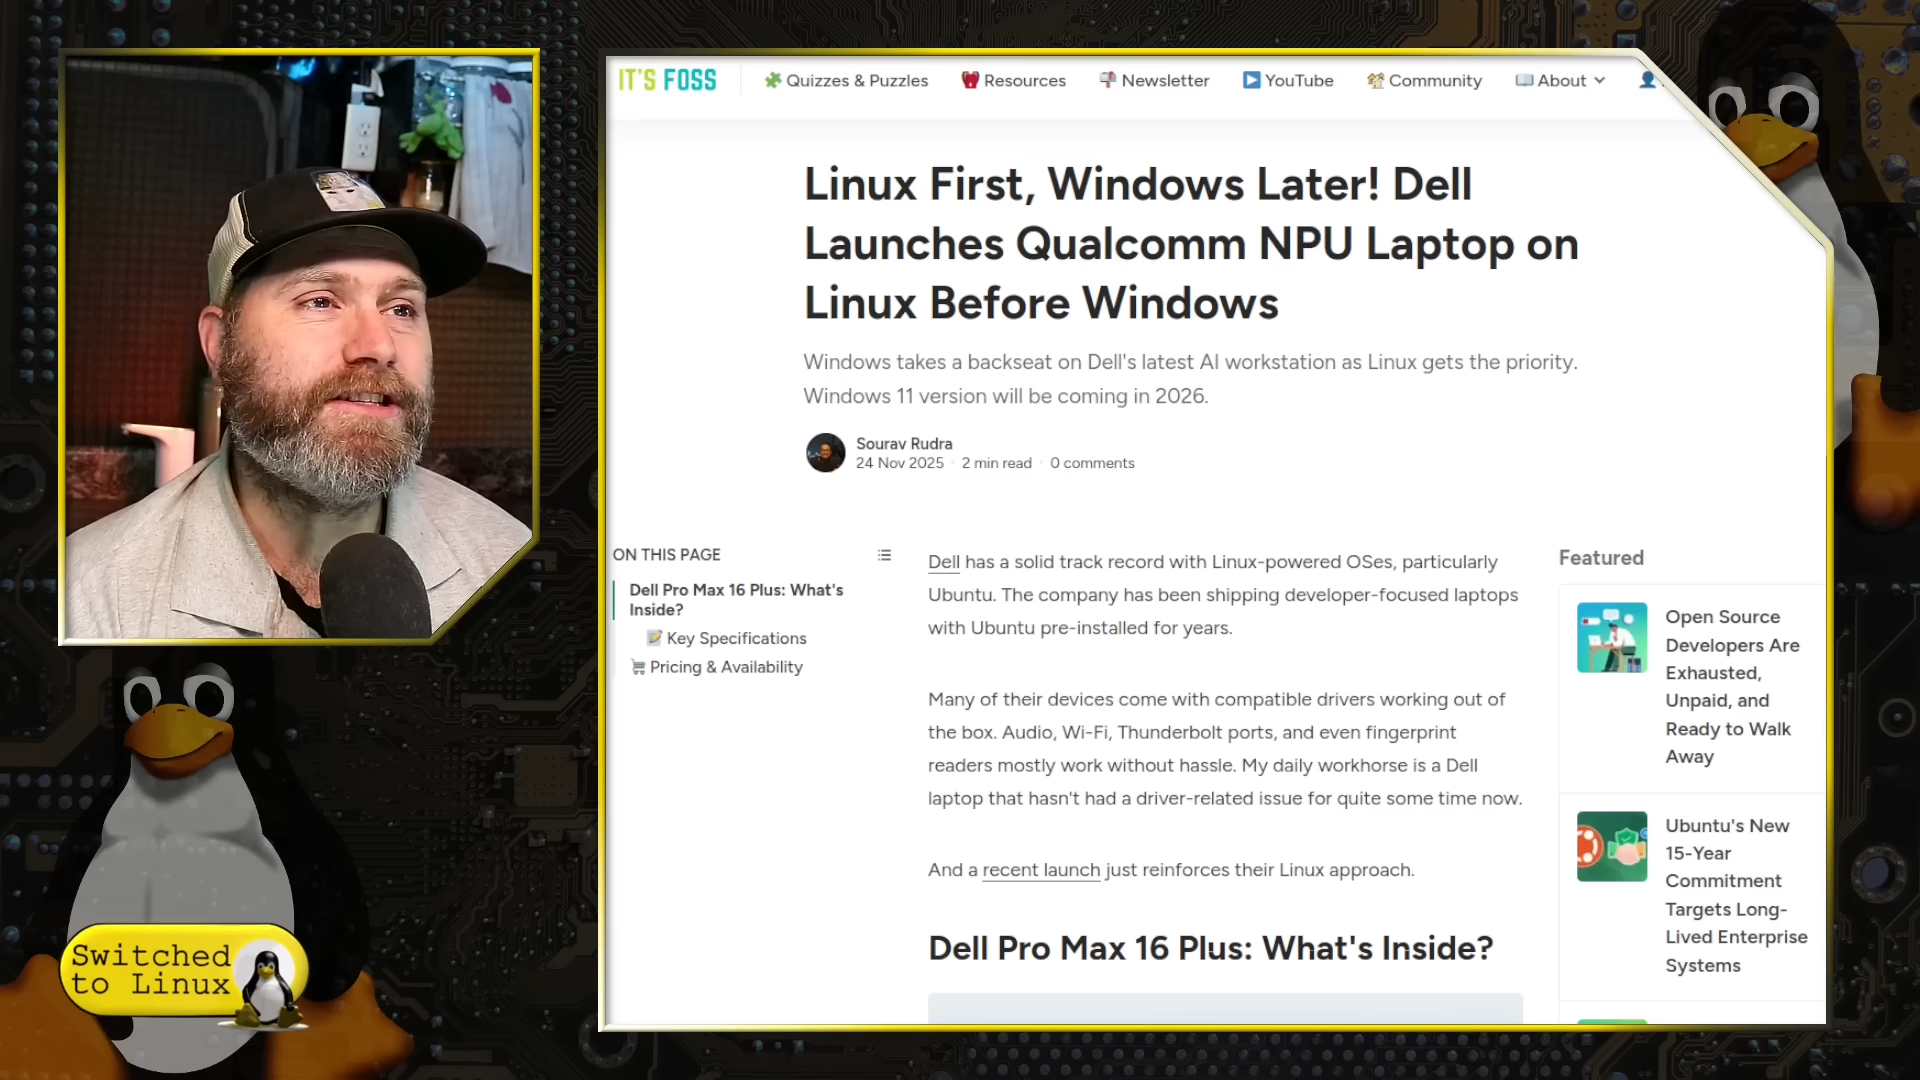 IT'S FOSS
Quizzes & Puzzles
Resources
Newsletter
YouTube
Community
About
Linux First, Windows Later! Dell
Launches Qualcomm NPU Laptop on
Linux Before Windows
Windows takes a backseat on Dell's latest AI workstation as Linux gets the priority.
Windows 11 version will be coming in 2026.
Sourav Rudra
24 Nov 2025 · 2 min read · 0 comments
ON THIS PAGE
Dell Pro Max 16 Plus: What's
Inside?
Key Specifications
Pricing & Availability
Dell has a solid track record with Linux-powered OSes, particularly
Ubuntu. The company has been shipping developer-focused laptops
with Ubuntu pre-installed for years.
Many of their devices come with compatible drivers working out of
the box. Audio, Wi-Fi, Thunderbolt ports, and even fingerprint
readers mostly work without hassle. My daily workhorse is a Dell
laptop that hasn't had a driver-related issue for quite some time now.
And a recent launch just reinforces their Linux approach.
Dell Pro Max 16 Plus: What's Inside?
Featured
Open Source
Developers Are
Exhausted,
Unpaid, and
Ready to Walk
Away
Ubuntu's New
15-Year
Commitment
Targets Long-
Lived Enterprise
Systems
Switched
to Linux